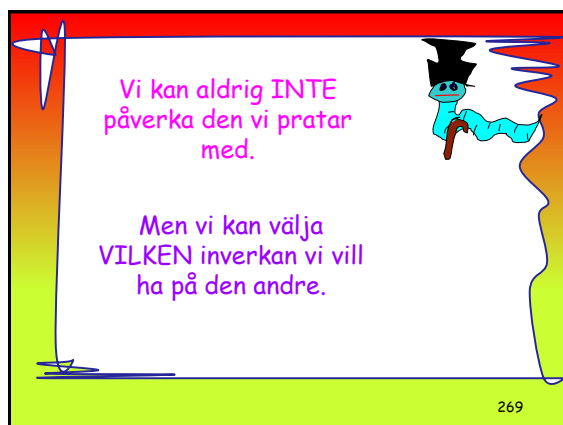 Vi kan aldrig INTE
påverka den vi pratar
med.
Men vi kan välja
VILKEN inverkan vi vill
ha på den andre.
269